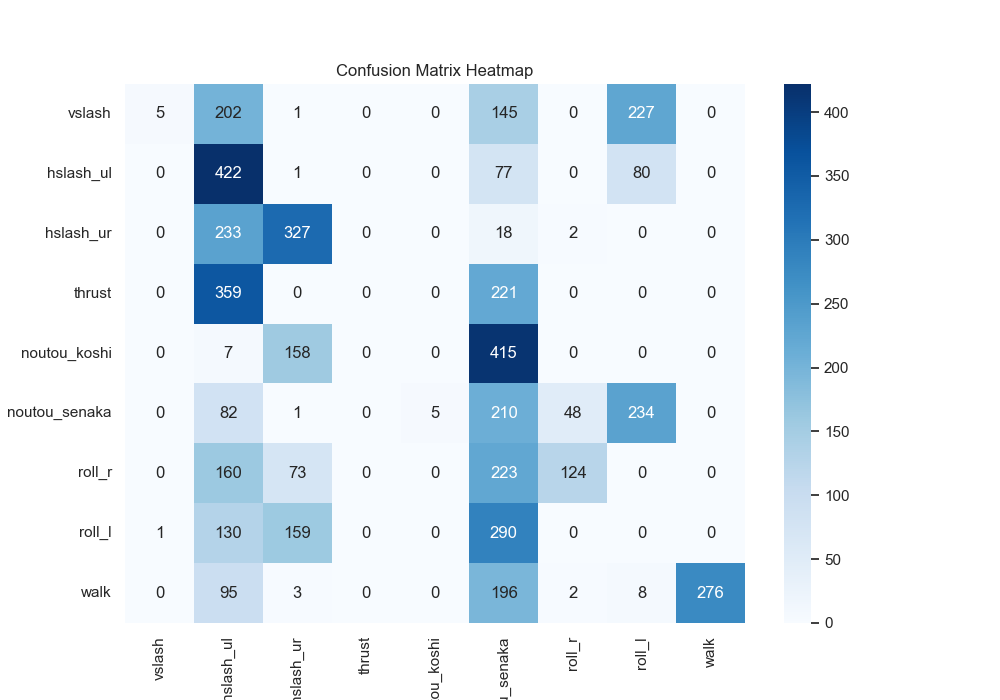 Confusion Matrix Heatmap
vslash 5 202 1 0 0 145 0 227 0
hslash_ul 0 422 1 0 0 77 0 80 0
hslash_ur 0 233 327 0 0 18 2 0 0
thrust 0 359 0 0 0 221 0 0 0
noutou_koshi 0 7 158 0 0 415 0 0 0
noutou_senaka 0 82 1 0 5 210 48 234 0
roll_r 0 160 73 0 0 223 124 0 0
roll_l 1 130 159 0 0 290 0 0 0
walk 0 95 3 0 0 196 2 8 276
vslash hslash_ul hslash_ur thrust ou_koshi u_senaka roll_r roll_l walk
400
350
300
250
200
150
100
50
0